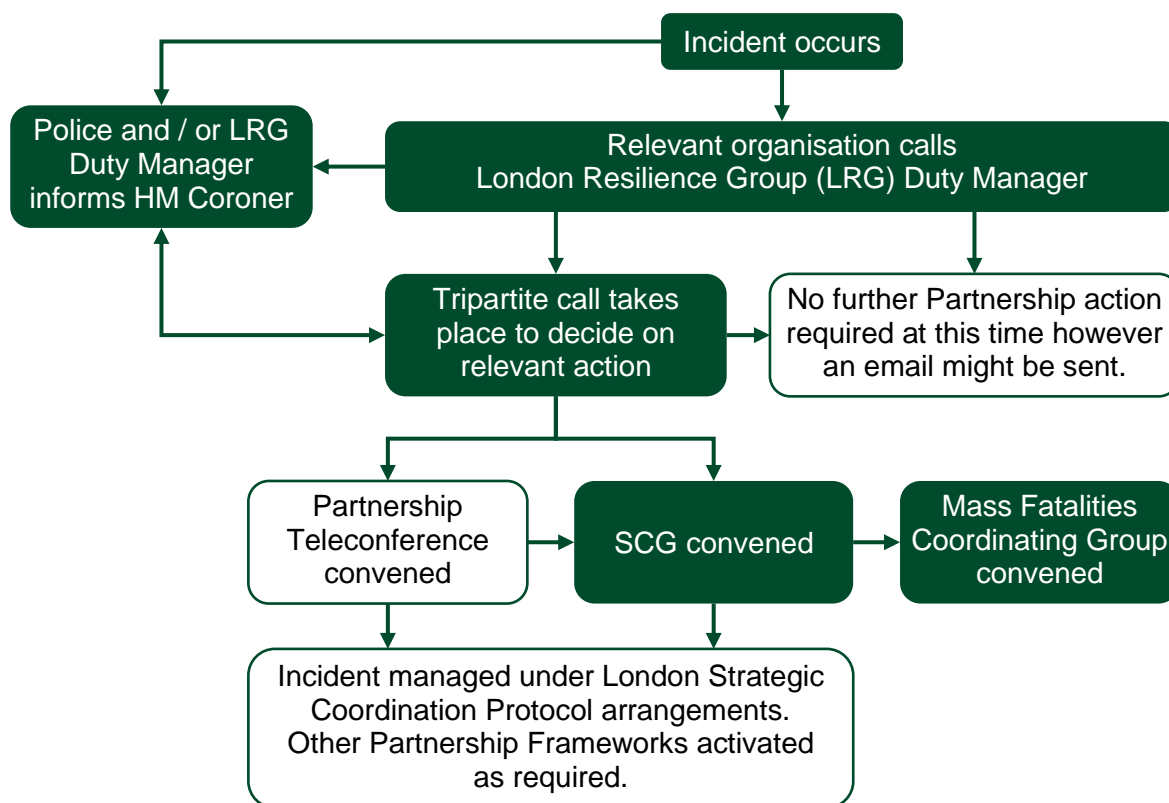 Incident occurs
Police and / or LRG
Duty Manager
informs HM Coroner
Relevant organisation calls
London Resilience Group (LRG) Duty Manager
Tripartite call takes
place to decide on
relevant action
No further Partnership action
required at this time however
an email might be sent.
Partnership
Teleconference
convened
SCG convened
Mass Fatalities
Coordinating Group
convened
Incident managed under London Strategic
Coordination Protocol arrangements.
Other Partnership Frameworks activated
as required.